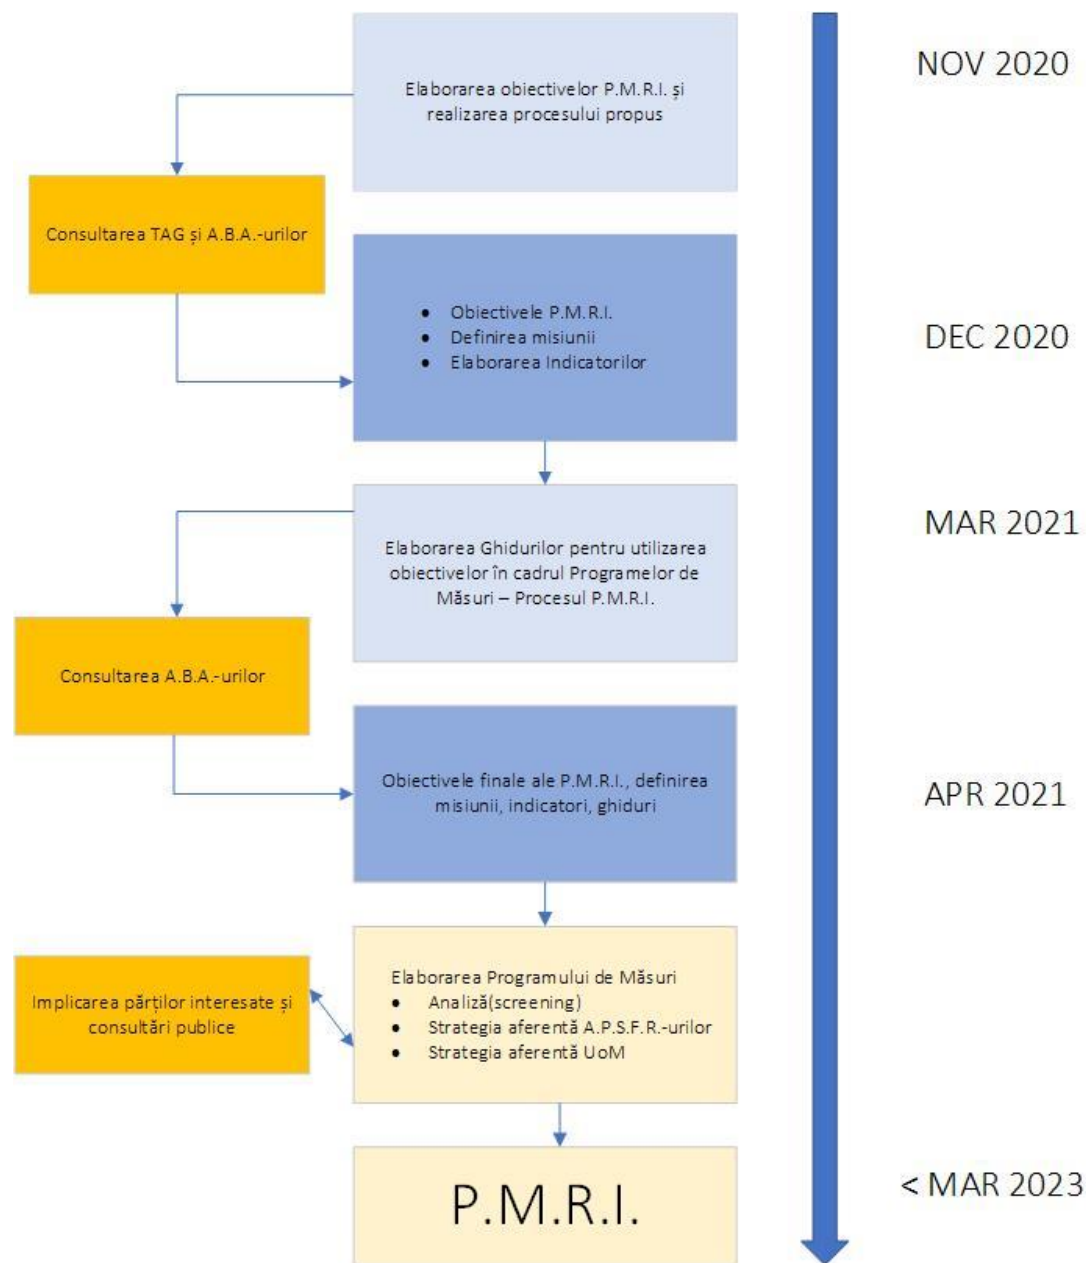 NOV 2020
Elaborarea obiectivelor P.M.R.I. și
realizarea procesului propus
Consultarea TAG și A.B.A.-urilor
• Obiectivele P.M.R.I.
• Definirea misiunii
• Elaborarea Indicatorilor
DEC 2020
MAR 2021
Elaborarea Ghidurilor pentru utilizarea
obiectivelor în cadrul Programelor de
Măsuri – Procesul P.M.R.I.
Consultarea A.B.A.-urilor
Obiectivele finale ale P.M.R.I., definirea
misiunii, indicatori, ghiduri
APR 2021
Elaborarea Programului de Măsuri
• Analiză(screening)
• Strategia aferentă A.P.S.F.R.-urilor
• Strategia aferentă UoM
Implicarea părților interesate și
consultări publice
< MAR 2023
P.M.R.I.